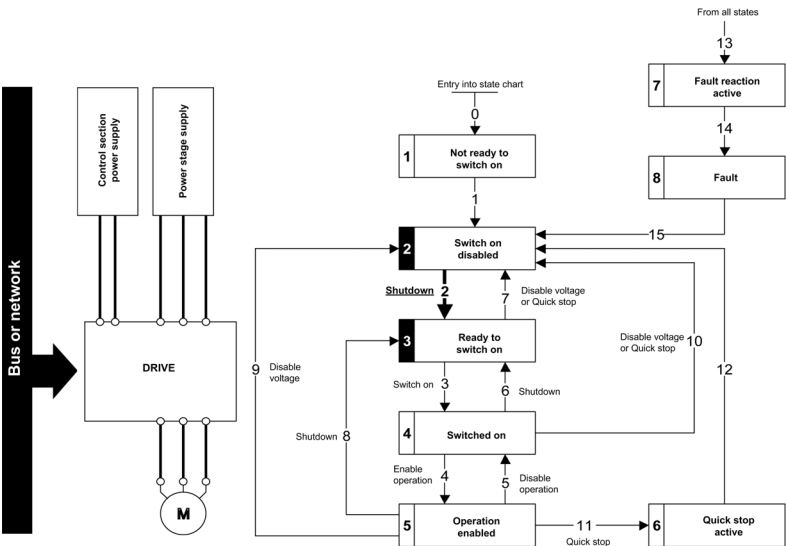 Bus or network
Control section
power supply
Power stage supply
DRIVE
M
From all states
13
7
Fault reaction
active
14
8
Fault
15
Entry into state chart
0
1
Not ready to
switch on
1
2
Switch on
disabled
Shutdown 2
7
Disable voltage
or Quick stop
3
Ready to
switch on
Switch on 3
6 Shutdown
4
Switched on
Enable
operation
4
5
Disable
operation
5
Operation
enabled
11
Quick stop
6
Quick stop
active
9
Disable
voltage
Shutdown 8
Disable voltage
or Quick stop
10
12